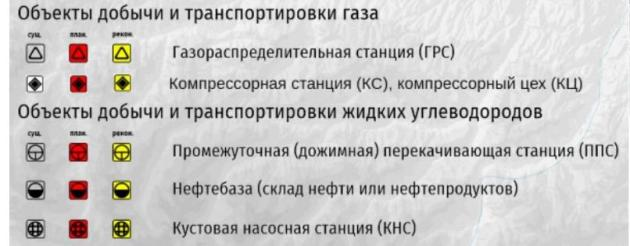 Объекты добычи и транспортировки газа
сущ. план. рекон.
Газораспределительная станция (ГРС)
Компрессорная станция (КС), компрессорный цех (КЦ)
Объекты добычи и транспортировки жидких углеводородов
сущ. план. рекон.
Промежуточная (дожимная) перекачивающая станция (ППС)
Нефтебаза (склад нефти или нефтепродуктов)
Кустовая насосная станция (КНС)